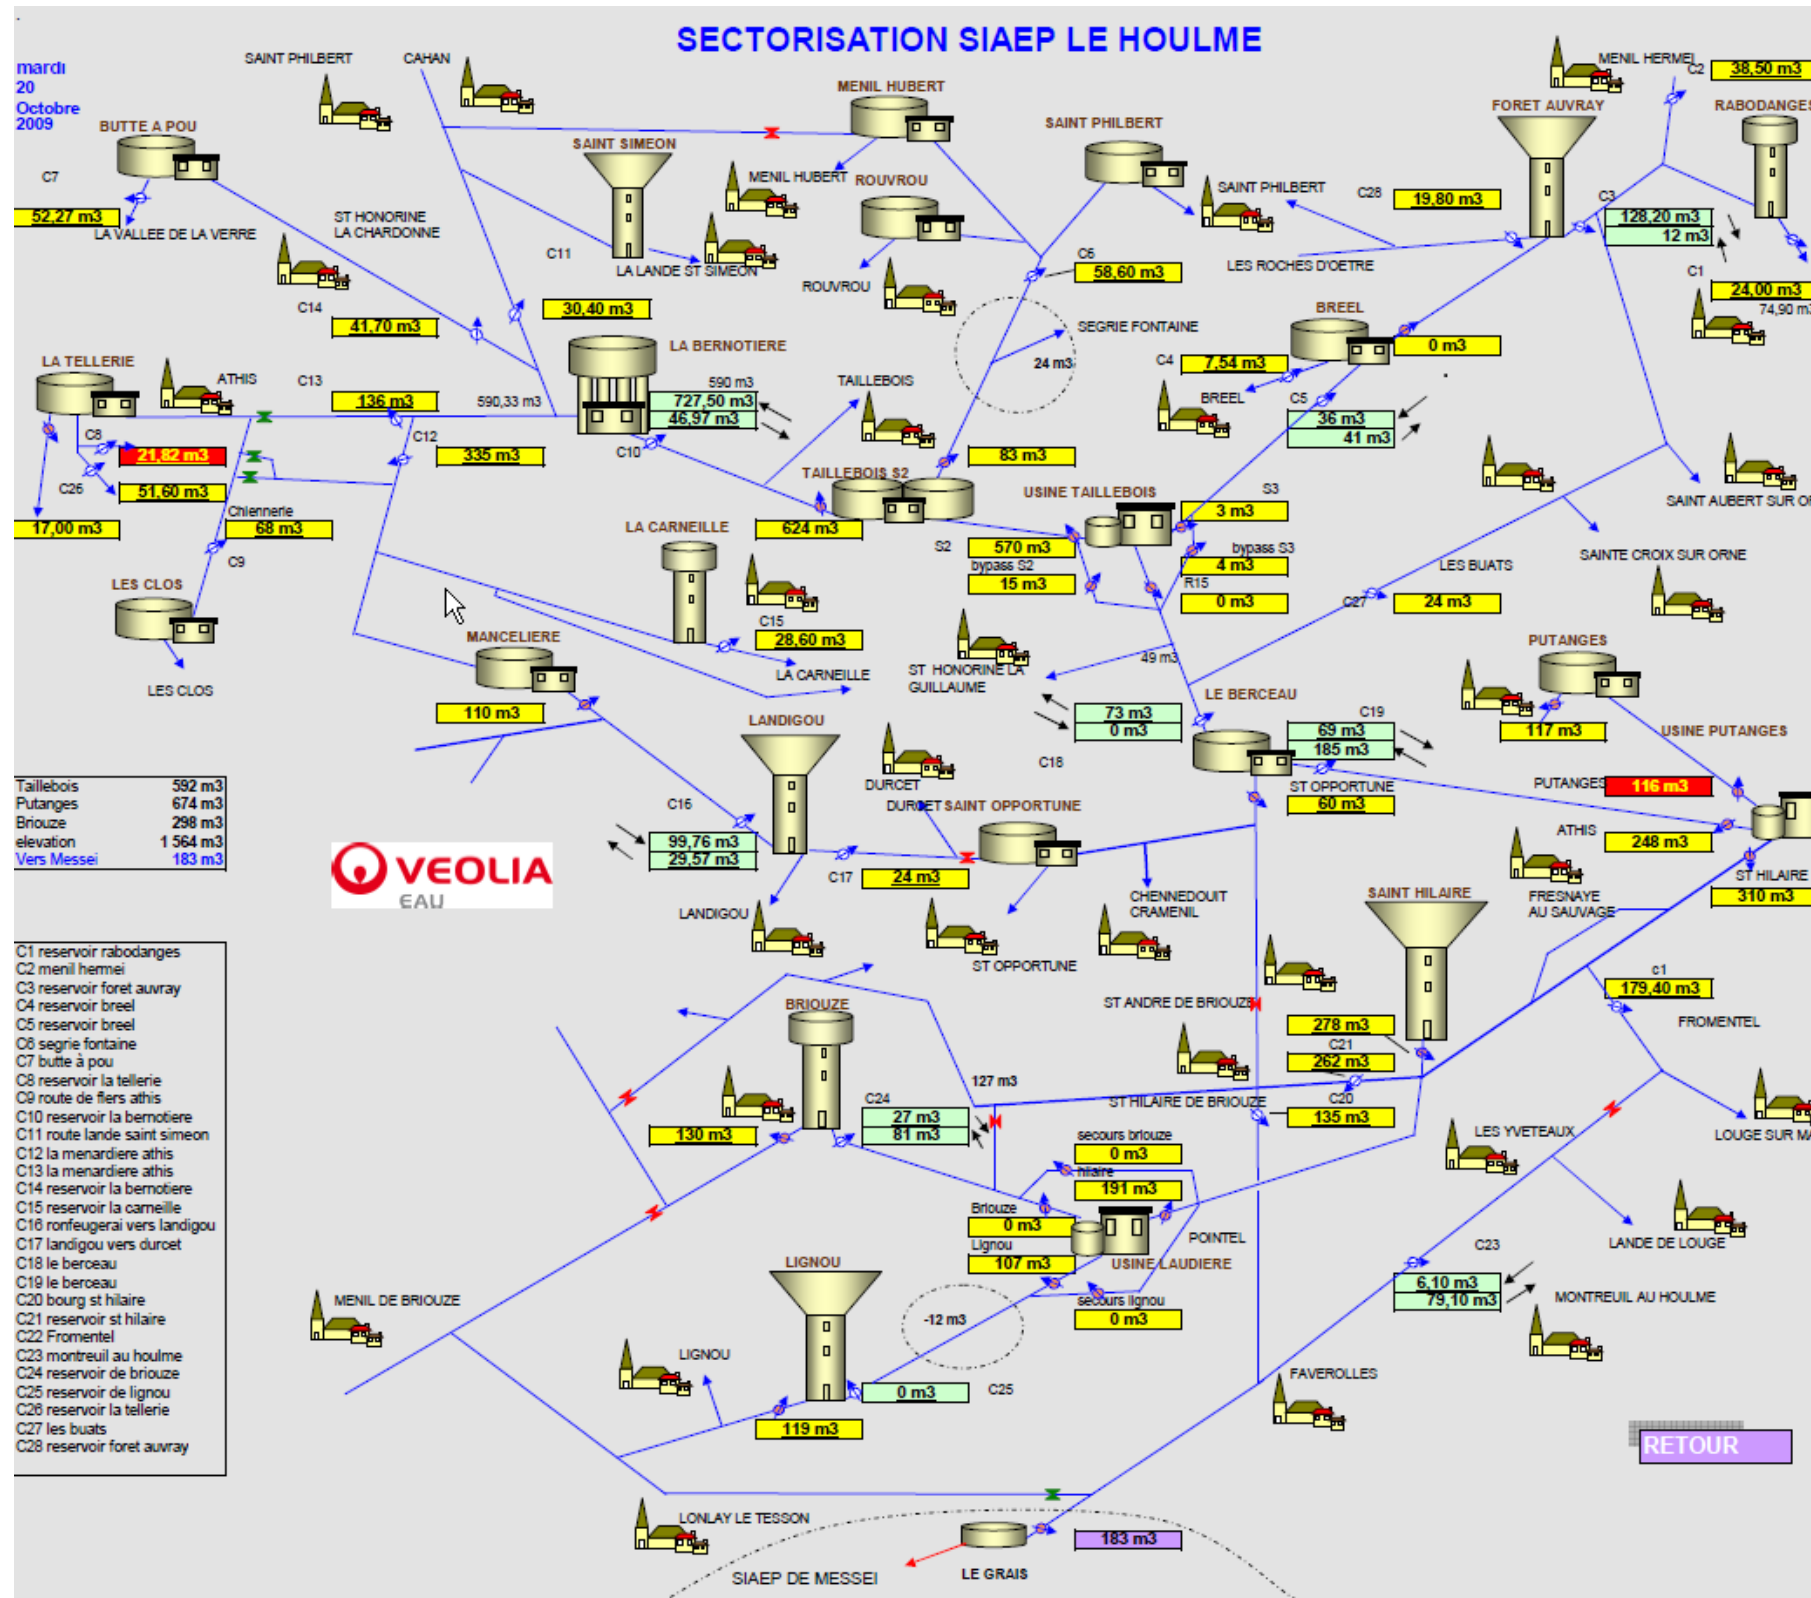 SECTORISATION SIAEP LE HOULME
mardi
20
Octobre
2009
SAINT PHILBERT
CAHAN
MENIL HUBERT
SAINT PHILBERT
FORET AUVRAY
MENIL HERMEI
C2
38,50 m3
RABODANGES
BUTTE A POU
C7
52,27 m3
LA VALLEE DE LA VERRE
ST HONORINE
LA CHARDONNE
SAINT SIMEON
C11
LA LANDE ST SIMEON
MENIL HUBERT
ROUVROU
ROUVROU
SAINT PHILBERT
C28
19,80 m3
C3
128,20 m3
12 m3
LES ROCHES D'OETRE
C1
24,00 m3
74,90 m3
C6
58,60 m3
C14
41,70 m3
30,40 m3
SEGRIE FONTAINE
24 m3
BREEL
0 m3
C4
7,54 m3
BREEL
C5
36 m3
41 m3
LA TELLERIE
ATHIS
C13
136 m3
590,33 m3
LA BERNOTIERE
590 m3
727,50 m3
46,97 m3
TAILLEBOIS
C10
C8
21,82 m3
C26
51,60 m3
17,00 m3
C12
335 m3
Chiennerie
68 m3
C9
LES CLOS
LES CLOS
TAILLEBOIS S2
83 m3
624 m3
USINE TAILLEBOIS
S2
570 m3
bypass S2
15 m3
S3
3 m3
bypass S3
4 m3
R15
0 m3
SAINT AUBERT SUR OR
SAINTE CROIX SUR ORNE
LES BUATS
C27
24 m3
LA CARNEILLE
C15
28,60 m3
LA CARNEILLE
MANCELIERE
110 m3
ST HONORINE LA
GUILLAUME
49 m3
LE BERCEAU
73 m3
0 m3
C18
C19
69 m3
185 m3
ST OPPORTUNE
60 m3
PUTANGES
117 m3
USINE PUTANGES
PUTANGES
116 m3
ATHIS
248 m3
ST HILAIRE
310 m3
Taillebois 592 m3
Putanges 674 m3
Briouze 298 m3
elevation 1 564 m3
Vers Messei 183 m3
VEOLIA
EAU
LANDIGOU
C16
99,76 m3
29,57 m3
LANDIGOU
DURCET
DURCET
SAINT OPPORTUNE
C17
24 m3
ST OPPORTUNE
CHENNEDOUIT
CRAMENIL
SAINT HILAIRE
FRESNAYE
AU SAUVAGE
c1
179,40 m3
FROMENTEL
C1 reservoir rabodanges
C2 menil hermei
C3 reservoir foret auvray
C4 reservoir breel
C5 reservoir breel
C6 segrie fontaine
C7 butte à pou
C8 reservoir la tellerie
C9 route de flers athis
C10 reservoir la bernotiere
C11 route lande saint simeon
C12 la menardiere athis
C13 la menardiere athis
C14 reservoir la bernotiere
C15 reservoir la carneille
C16 ronfeugerai vers landigou
C17 landigou vers durcet
C18 le berceau
C19 le berceau
C20 bourg st hilaire
C21 reservoir st hilaire
C22 Fromentel
C23 montreuil au houlme
C24 reservoir de briouze
C25 reservoir de lignou
C26 reservoir la tellerie
C27 les buats
C28 reservoir foret auvray
BRIOUZE
130 m3
C24
27 m3
81 m3
127 m3
ST ANDRE DE BRIOUZE
278 m3
C21
262 m3
C20
135 m3
ST HILAIRE DE BRIOUZE
secours briouze
0 m3
hilaire
191 m3
Briouze
0 m3
Lignou
107 m3
USINE LAUDIERE
POINTEL
secours lignou
0 m3
LES YVETEAUX
LOUGE SUR MA
LANDE DE LOUGE
C23
6,10 m3
79,10 m3
MONTREUIL AU HOULME
MENIL DE BRIOUZE
LIGNOU
-12 m3
LIGNOU
0 m3
C25
119 m3
FAVEROLLES
RETOUR
LONLAY LE TESSON
183 m3
SIAEP DE MESSEI
LE GRAIS